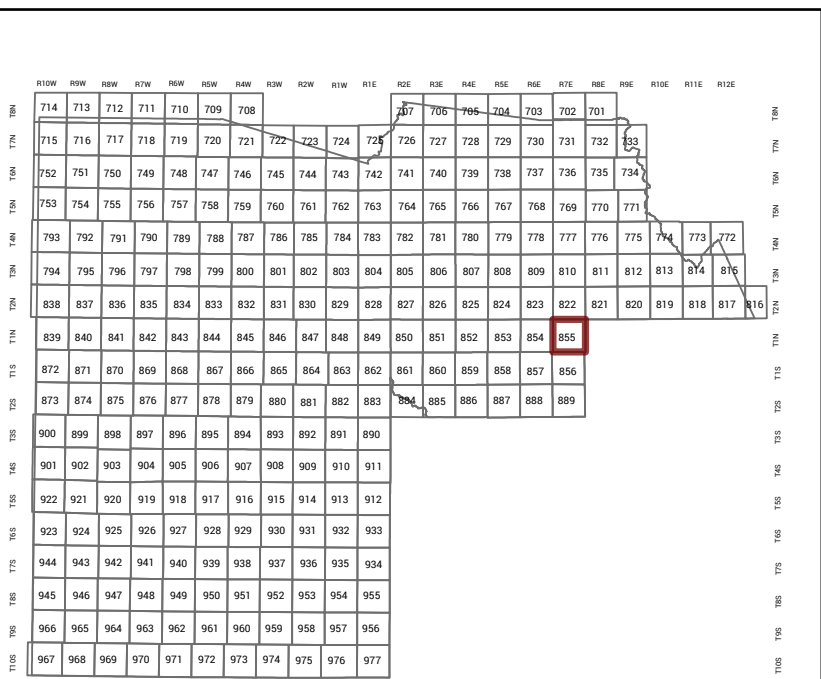 R10W R9W R8W R7W R6W R5W R4W R3W R2W R1W R1E R2E R3E R4E R5E R6E R7E R8E R9E R10E R11E R12E
T8N 714 713 712 711 710 709 708 707 706 705 704 703 702 701 T8N
T7N 715 716 717 718 719 720 721 722 723 724 725 726 727 728 729 730 731 732 733 T7N
T6N 752 751 750 749 748 747 746 745 744 743 742 741 740 739 738 737 736 735 734 T6N
T5N 753 754 755 756 757 758 759 760 761 762 763 764 765 766 767 768 769 770 771 T5N
T4N 793 792 791 790 789 788 787 786 785 784 783 782 781 780 779 778 777 776 775 774 773 772 T4N
T3N 794 795 796 797 798 799 800 801 802 803 804 805 806 807 808 809 810 811 812 813 814 815 T3N
T2N 838 837 836 835 834 833 832 831 830 829 828 827 826 825 824 823 822 821 820 819 818 817 816 T2N
T1N 839 840 841 842 843 844 845 846 847 848 849 850 851 852 853 854 855 T1N
T1S 872 871 870 869 868 867 866 865 864 863 862 861 860 859 858 857 856 T1S
T2S 873 874 875 876 877 878 879 880 881 882 883 884 885 886 887 888 889 T2S
T3S 900 899 898 897 896 895 894 893 892 891 890 T3S
T4S 901 902 903 904 905 906 907 908 909 910 911 T4S
T5S 922 921 920 919 918 917 916 915 914 913 912 T5S
T6S 923 924 925 926 927 928 929 930 931 932 933 T6S
T7S 944 943 942 941 940 939 938 937 936 935 934 T7S
T8S 945 946 947 948 949 950 951 952 953 954 955 T8S
T9S 966 965 964 963 962 961 960 959 958 957 956 T9S
T10S 967 968 969 970 971 972 973 974 975 976 977 T10S